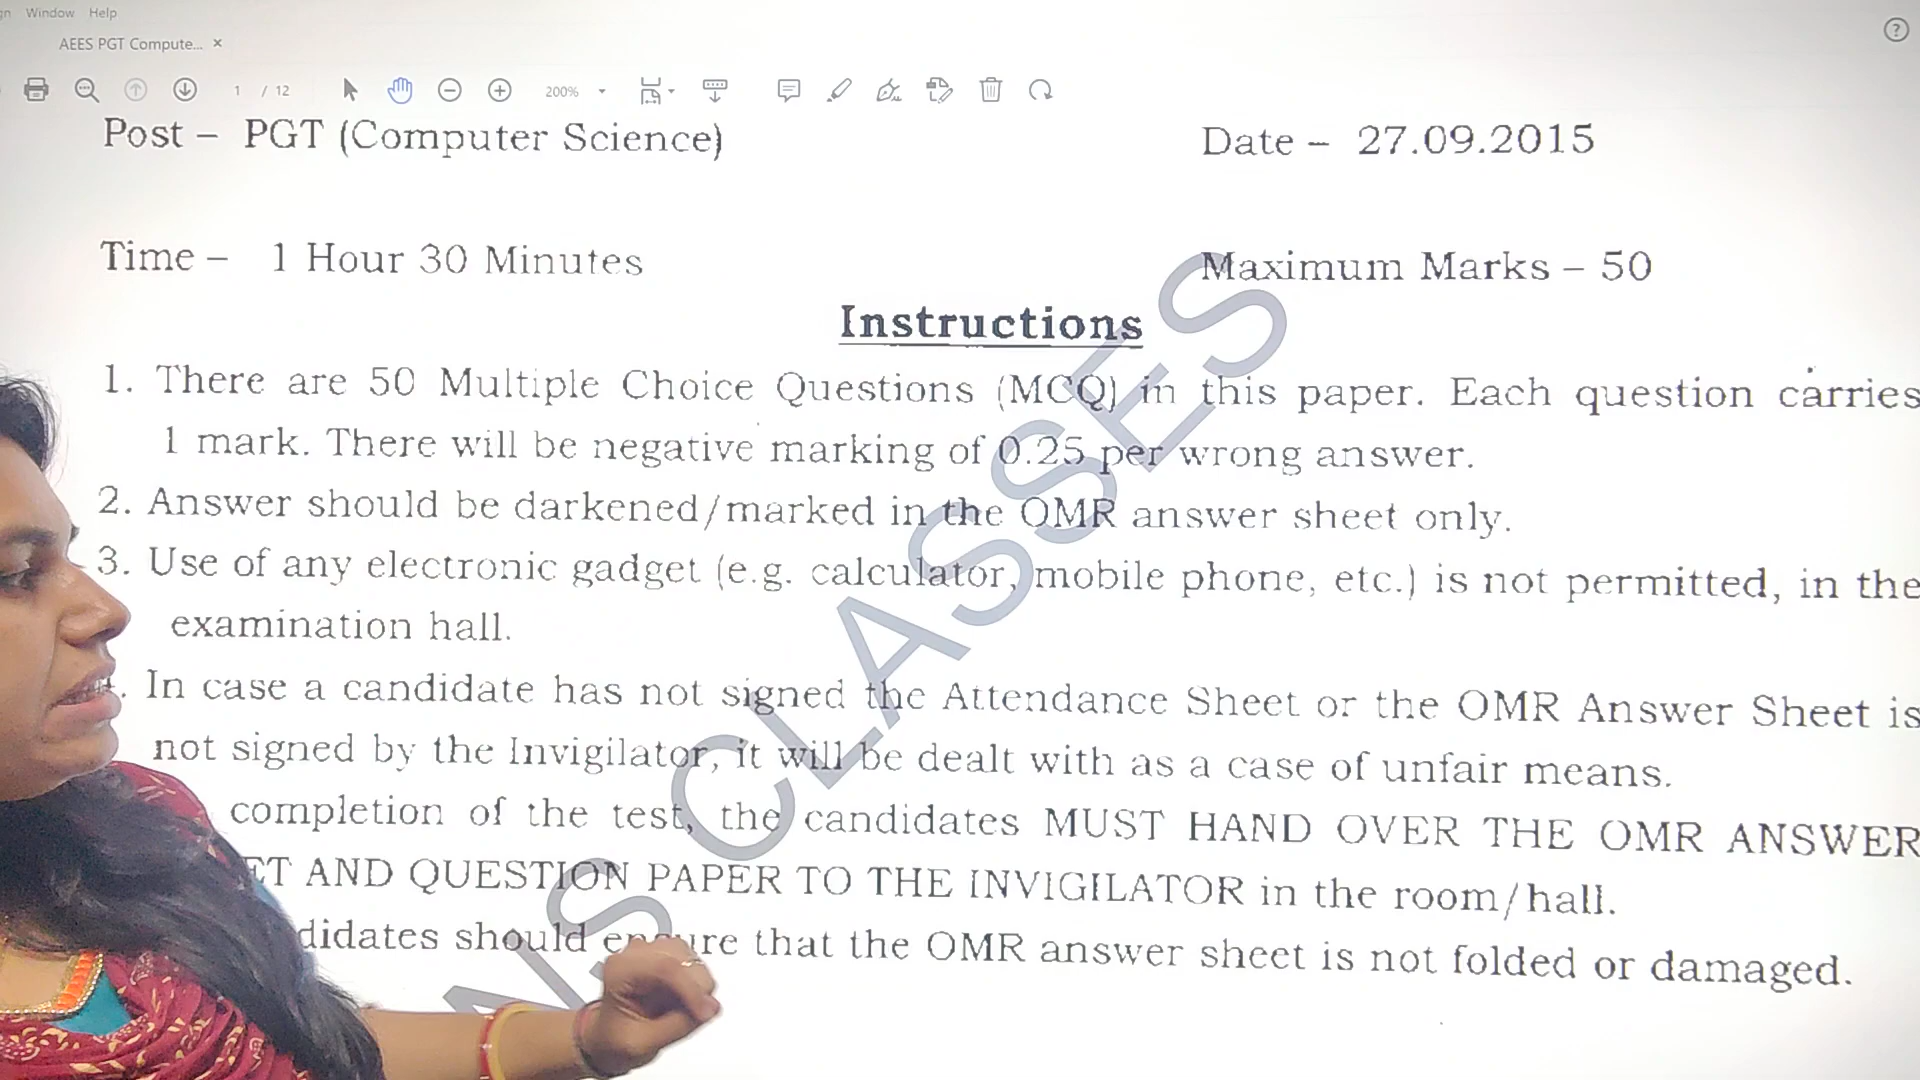 Window Help
AEES PGT Compute... ×
1 / 12 200%
Post – PGT (Computer Science) Date – 27.09.2015
Time – 1 Hour 30 Minutes Maximum Marks – 50
Instructions
1. There are 50 Multiple Choice Questions (MCQ) in this paper. Each question carries
1 mark. There will be negative marking of 0.25 per wrong answer.
2. Answer should be darkened/marked in the OMR answer sheet only.
3. Use of any electronic gadget (e.g. calculator, mobile phone, etc.) is not permitted, in the
examination hall.
In case a candidate has not signed the Attendance Sheet or the OMR Answer Sheet is
not signed by the Invigilator, it will be dealt with as a case of unfair means.
completion of the test, the candidates MUST HAND OVER THE OMR ANSWER
AND QUESTION PAPER TO THE INVIGILATOR in the room/hall.
should ensure that the OMR answer sheet is not folded or damaged.
CLASSES